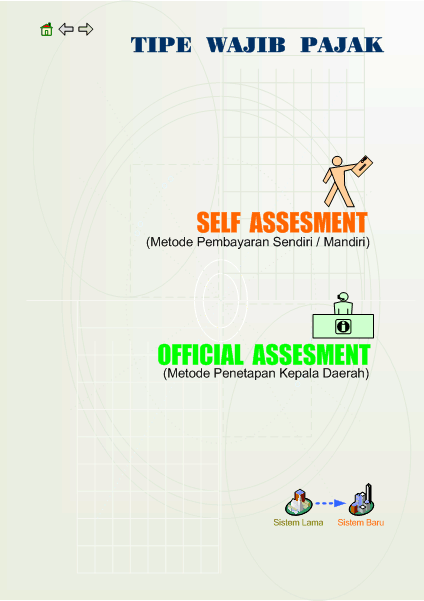 TIPE WAJIB PAJAK
SELF ASSESMENT
(Metode Pembayaran Sendiri / Mandiri)
OFFICIAL ASSESMENT
(Metode Penetapan Kepala Daerah)
Sistem Lama
Sistem Baru